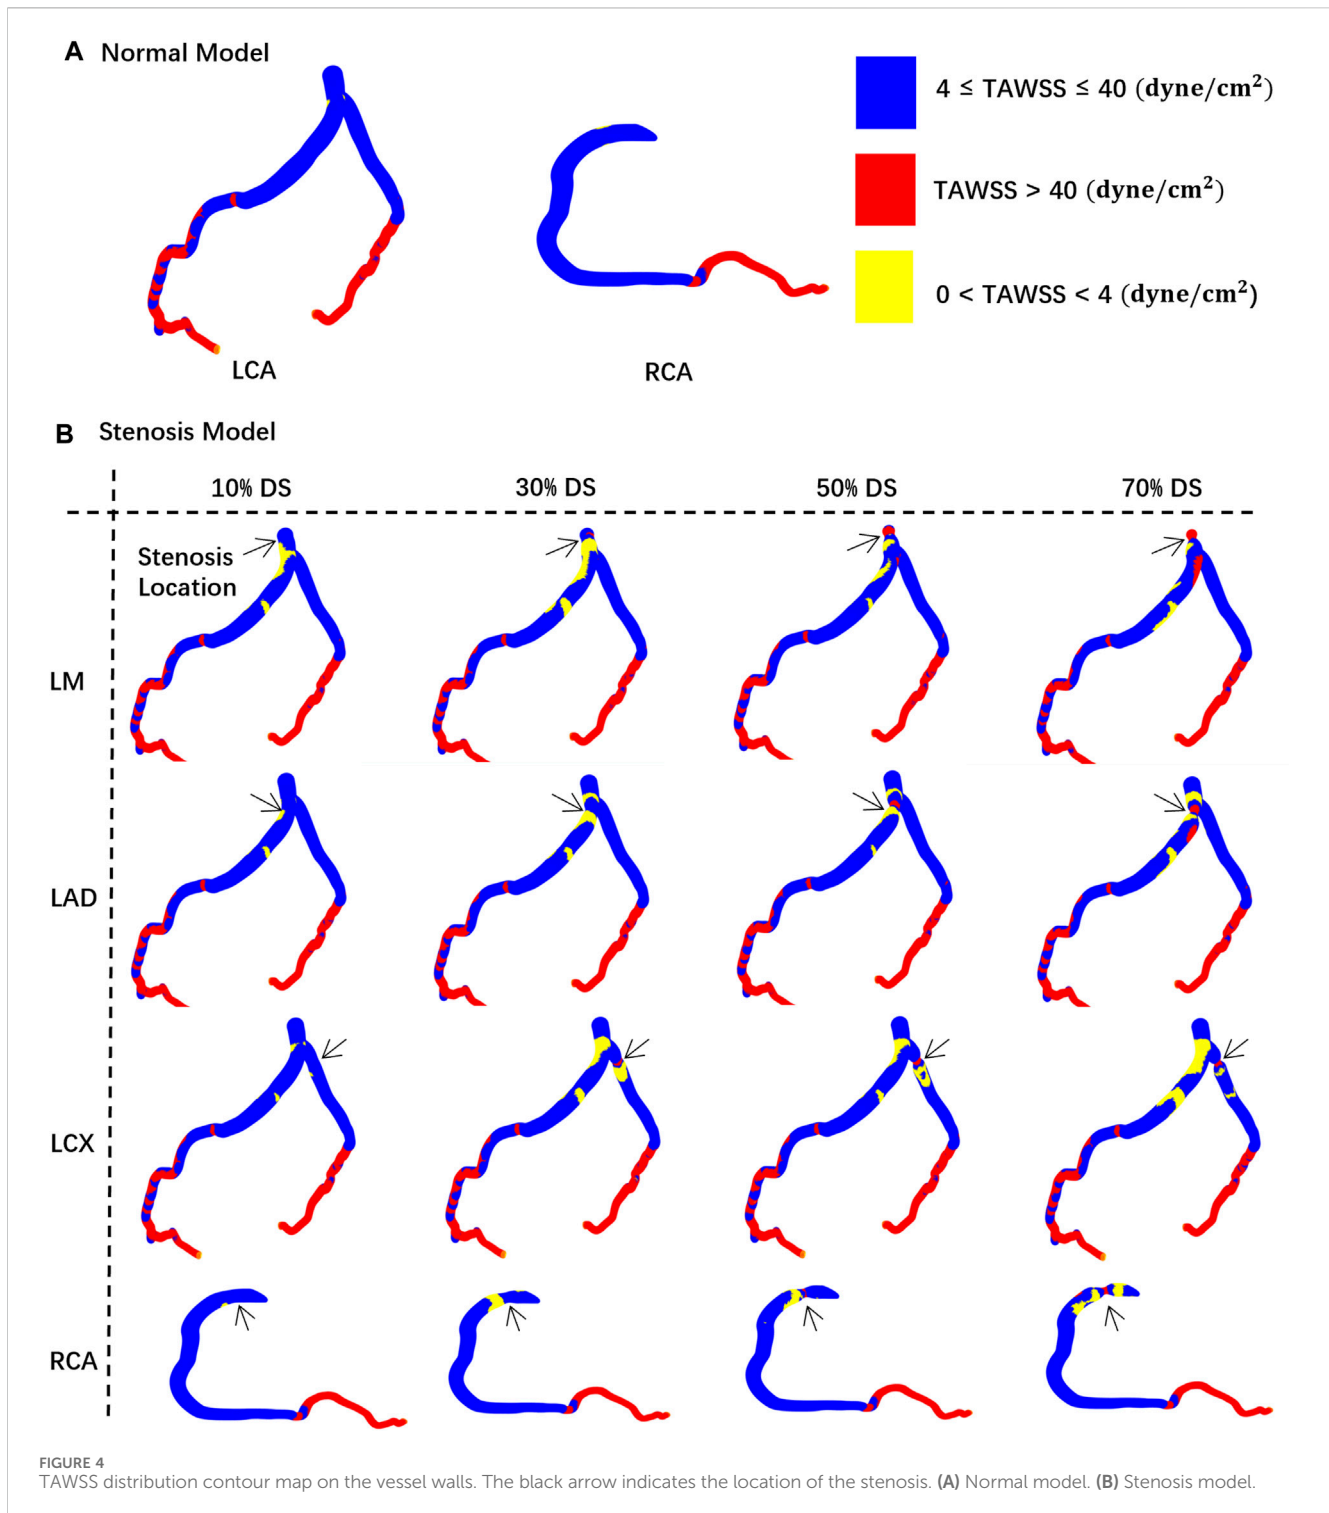 A Normal Model
4 ≤ TAWSS ≤ 40 (dyne/cm²)
TAWSS > 40 (dyne/cm²)
0 < TAWSS < 4 (dyne/cm²)
LCA
RCA
B Stenosis Model
10% DS 30% DS 50% DS 70% DS
Stenosis
Location
LM
LAD
LCX
RCA
FIGURE 4
TAWSS distribution contour map on the vessel walls. The black arrow indicates the location of the stenosis. (A) Normal model. (B) Stenosis model.